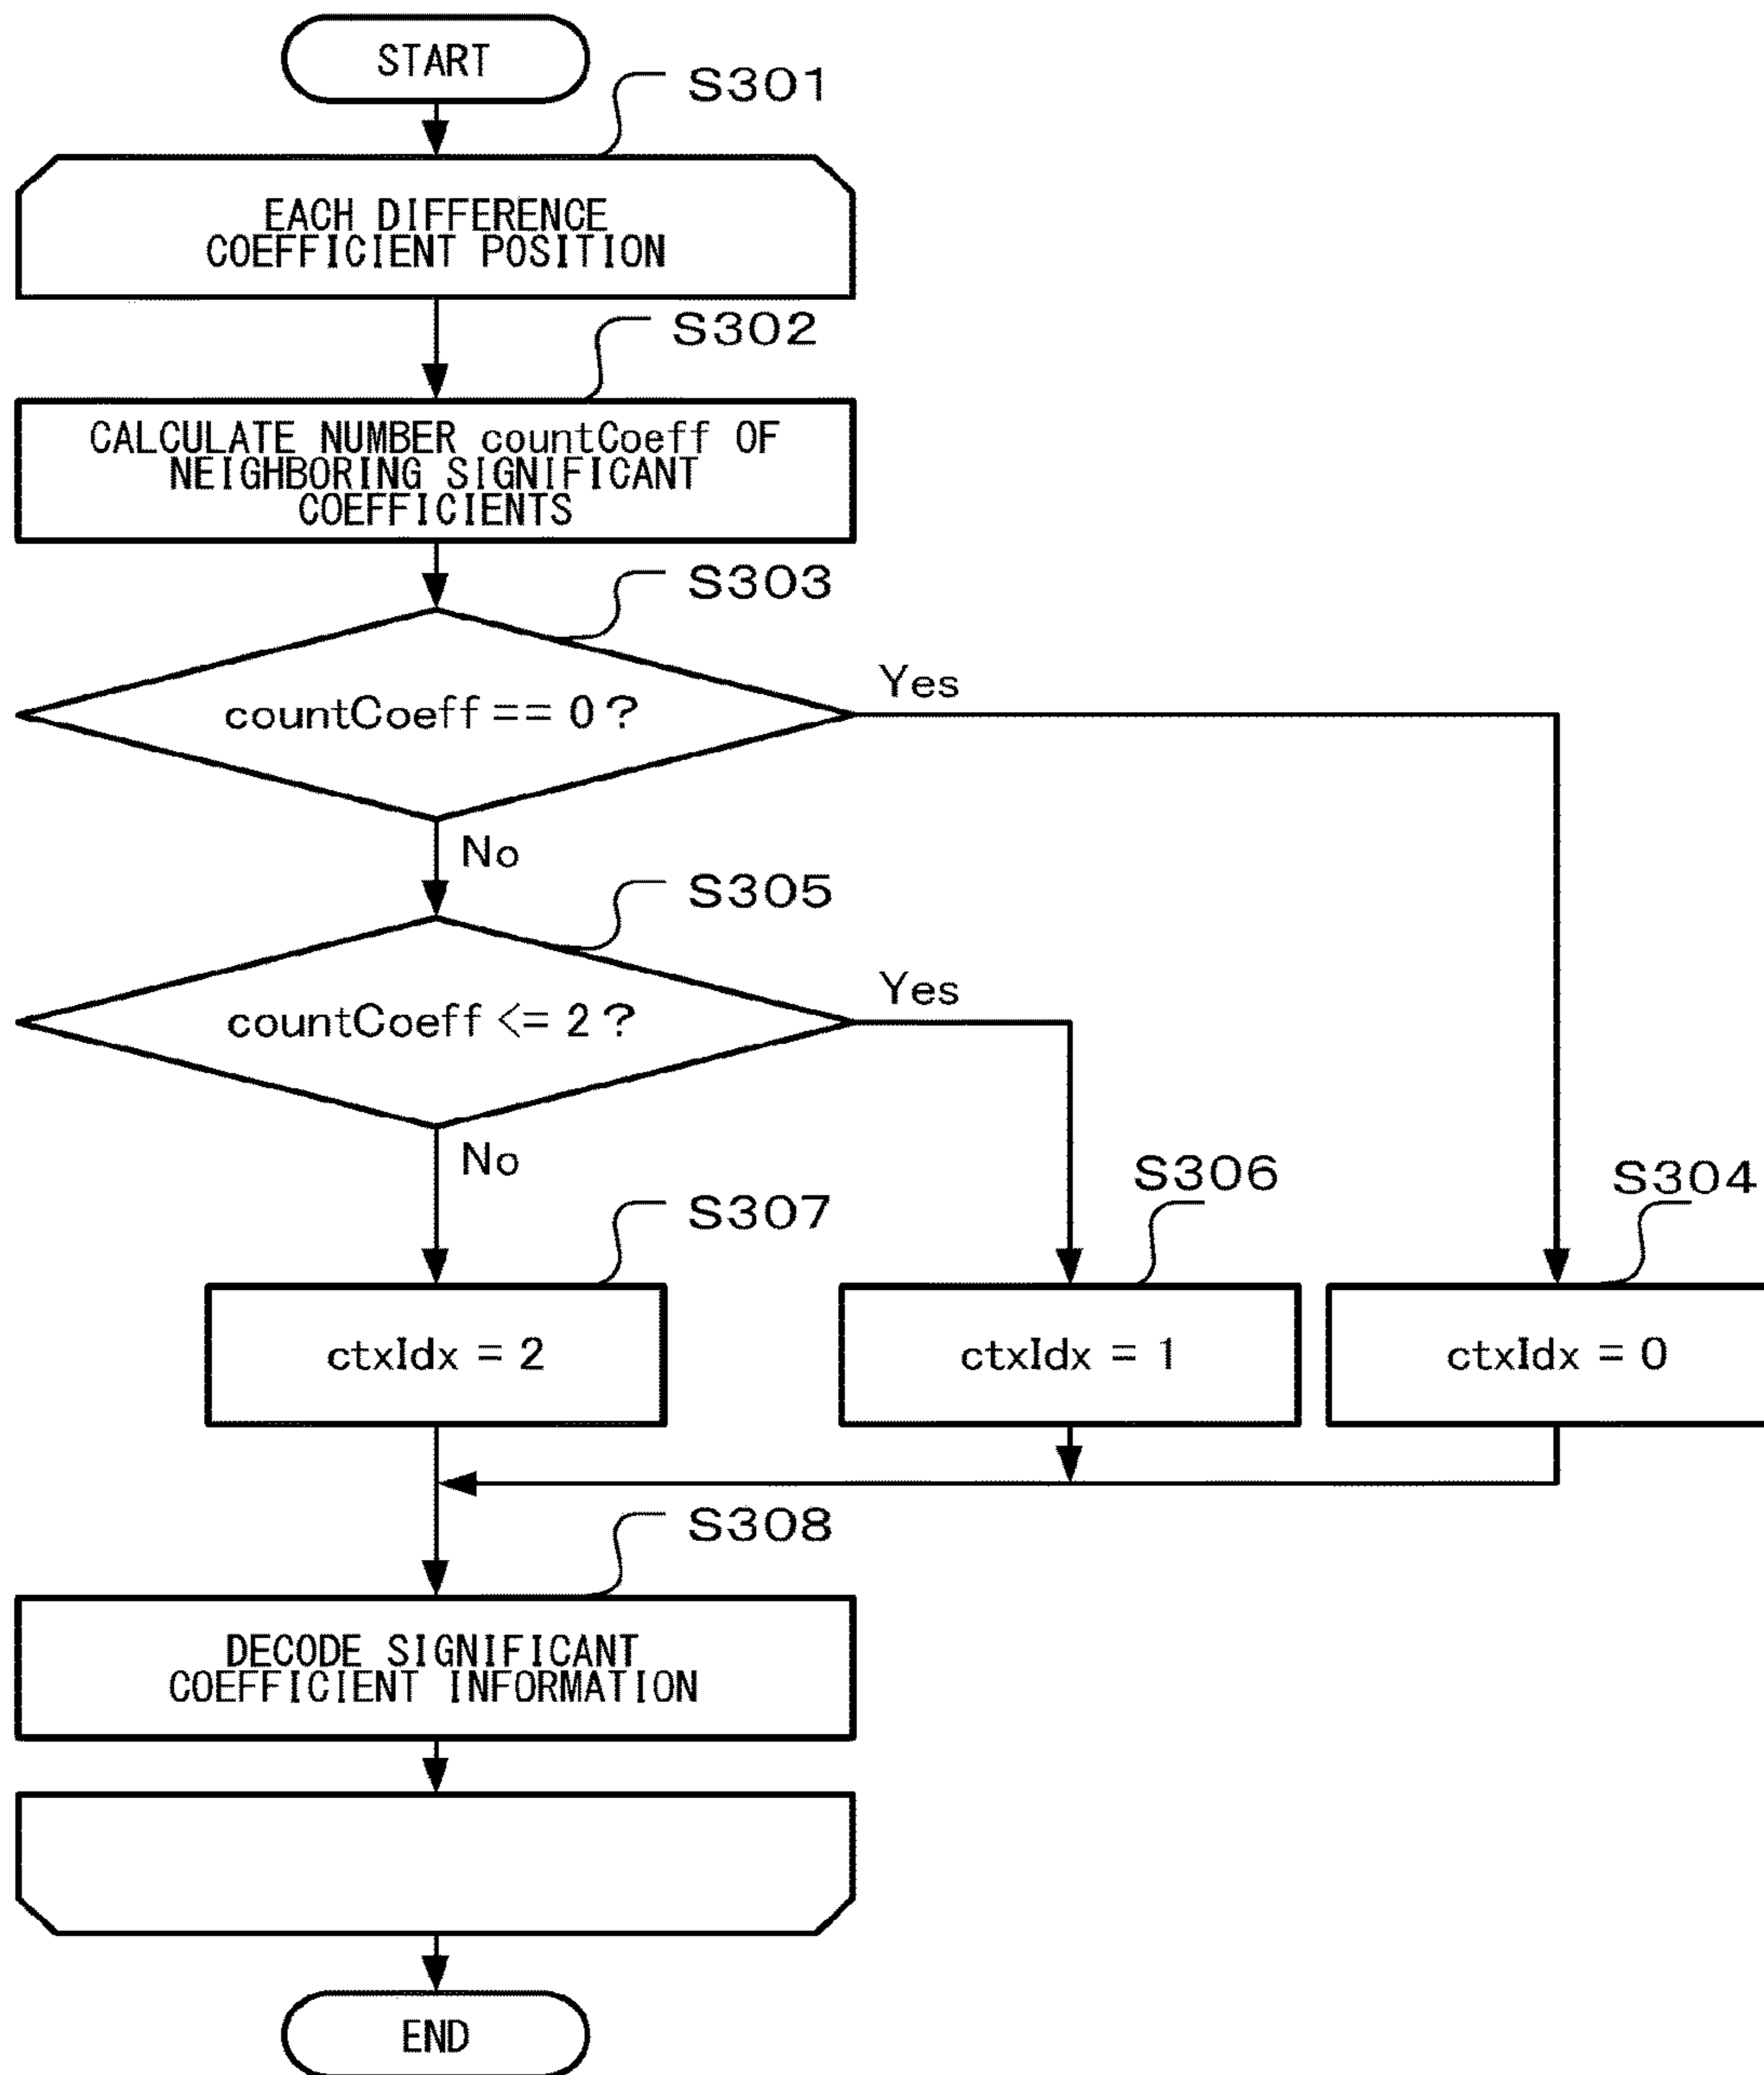 START
S301
EACH DIFFERENCE
COEFFICIENT POSITION
S302
CALCULATE NUMBER countCoeff OF
NEIGHBORING SIGNIFICANT
COEFFICIENTS
S303
countCoeff == 0 ?
Yes
No
S305
countCoeff <= 2 ?
Yes
No
S307
S306
S304
ctxIdx = 2
ctxIdx = 1
ctxIdx = 0
S308
DECODE SIGNIFICANT
COEFFICIENT INFORMATION
END